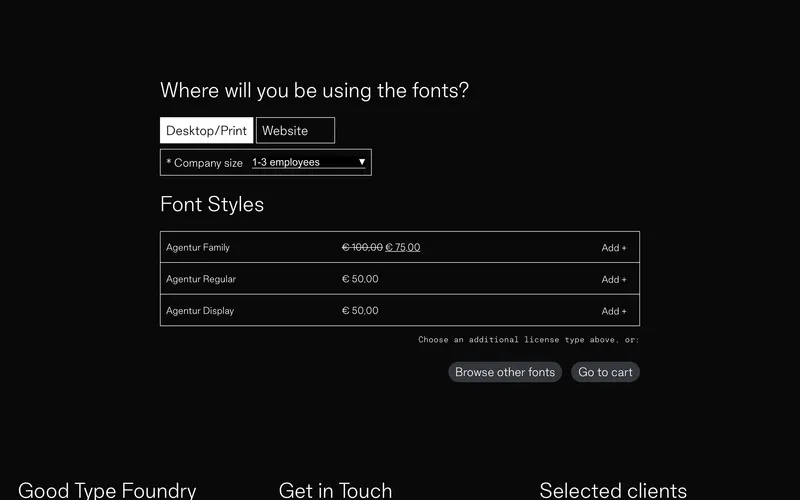 Where will you be using the fonts?
Desktop/Print Website
* Company size 1-3 employees ▼
Font Styles
Agentur Family € 100,00 € 75,00 Add +
Agentur Regular € 50,00 Add +
Agentur Display € 50,00 Add +
Choose an additional license type above, or:
Browse other fonts Go to cart
Good Type Foundry Get in Touch Selected clients